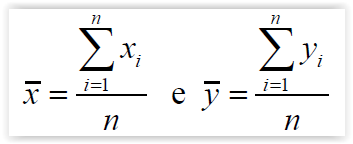 x̄ = (∑_{i=1}^{n} x_i) / n e ȳ = (∑_{i=1}^{n} y_i) / n